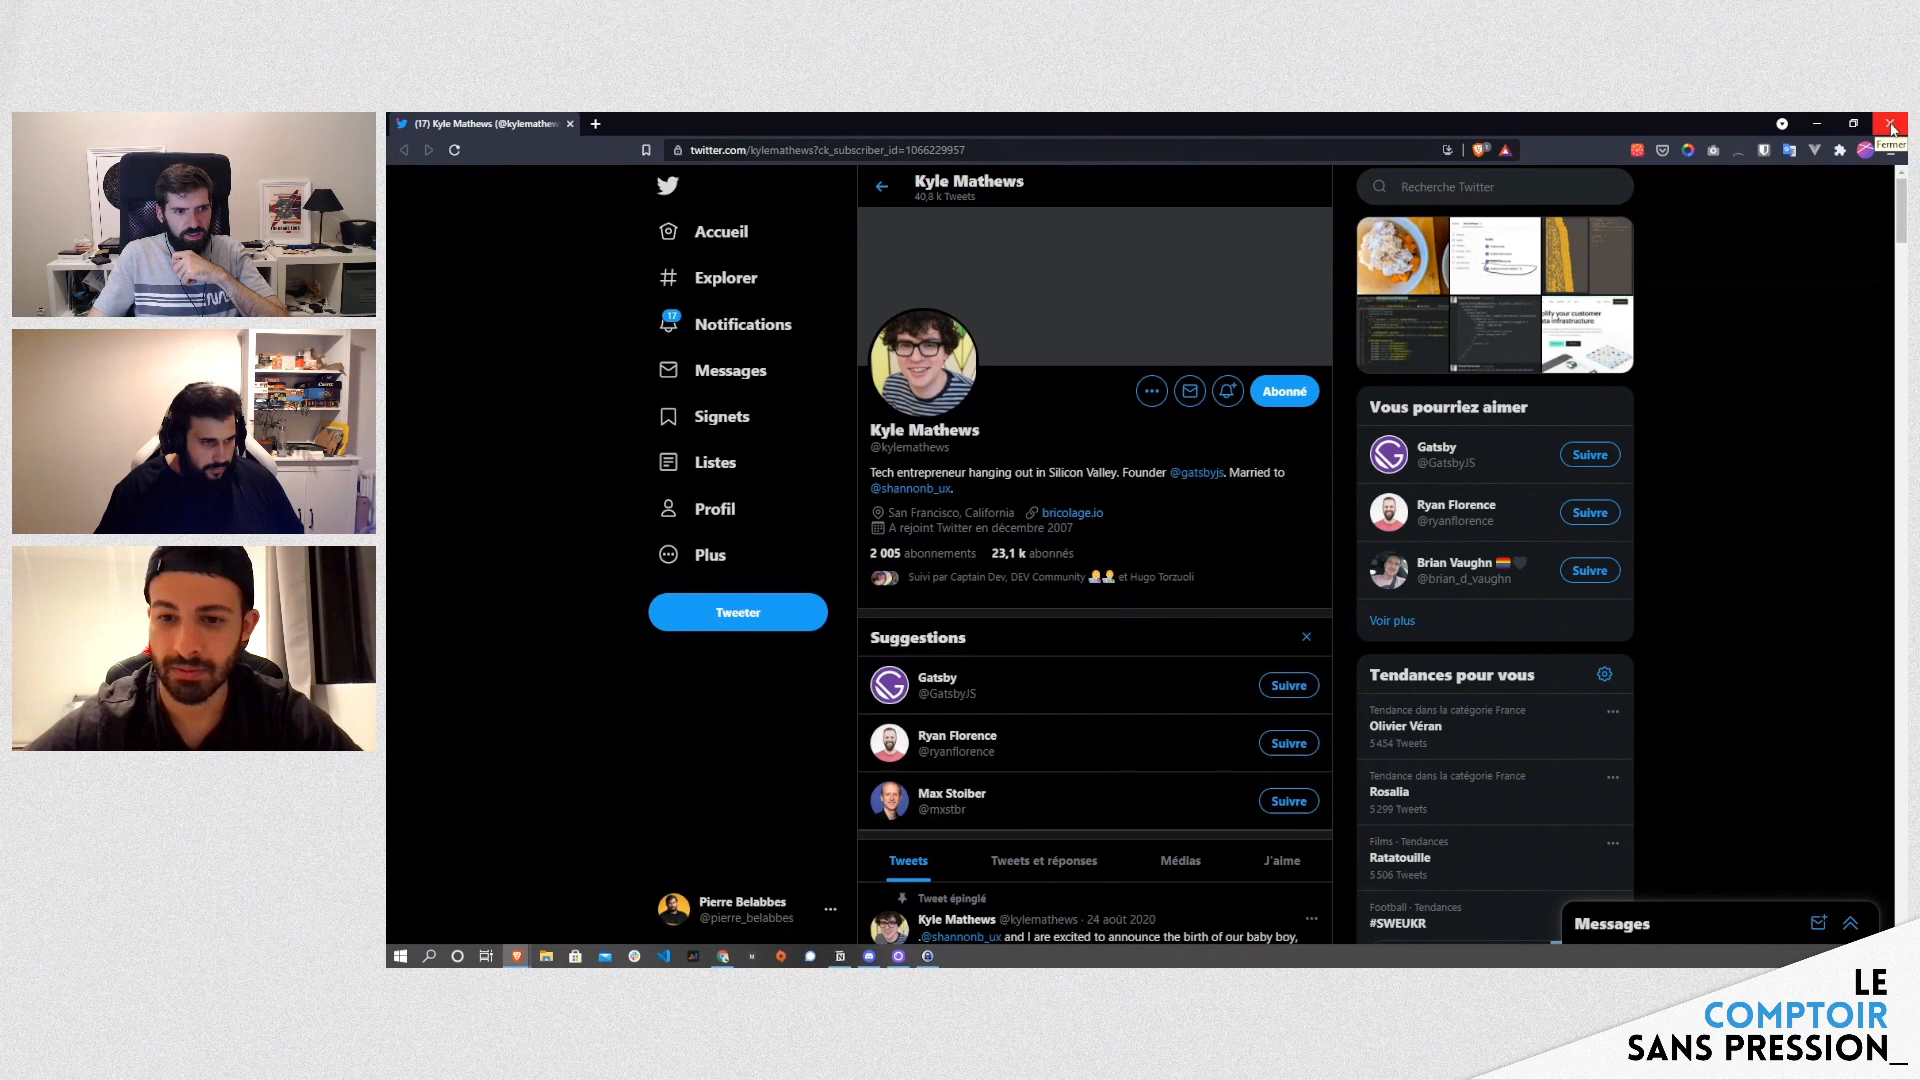 (17) Kyle Mathews (@kylemathew
Fermer
twitter.com/kylemathews?ck_subscriber_id=1066229957
Kyle Mathews
40,8 k Tweets
Recherche Twitter
Accueil
Explorer
17
Notifications
Messages
Signets
Listes
Profil
Plus
Tweeter
Abonné
Kyle Mathews
@kylemathews
Tech entrepreneur hanging out in Silicon Valley. Founder @gatsbyjs. Married to
@shannonb_ux.
San Francisco, California bricolage.io
A rejoint Twitter en décembre 2007
2 005 abonnements 23,1 k abonnés
Suivi par Captain Dev, DEV Community et Hugo Torzuoli
Suggestions
Gatsby
@GatsbyJS
Suivre
Ryan Florence
@ryanflorence
Suivre
Max Stoiber
@mxstbr
Suivre
Tweets
Tweets et réponses
Médias
J'aime
Tweet épinglé
Kyle Mathews @kylemathews · 24 août 2020
.@shannonb_ux and I are excited to announce the birth of our baby boy,
Pierre Belabbes
@pierre_belabbes
plify your customer
ata infrastructure
Vous pourriez aimer
Gatsby
@GatsbyJS
Suivre
Ryan Florence
@ryanflorence
Suivre
Brian Vaughn
@brian_d_vaughn
Suivre
Voir plus
Tendances pour vous
Tendance dans la catégorie France
Olivier Véran
5 454 Tweets
Tendance dans la catégorie France
Rosalia
5 299 Tweets
Films · Tendances
Ratatouille
5 506 Tweets
Football · Tendances
#SWEUKR
Messages
LE
COMPTOIR
SANS PRESSION_